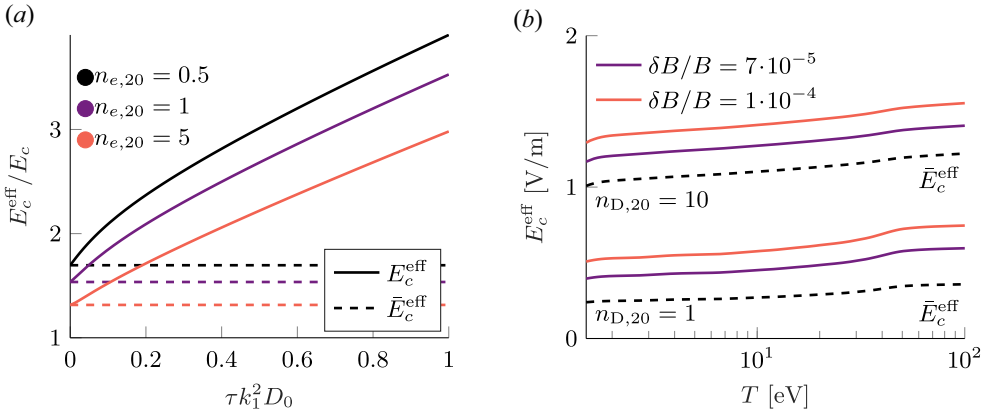 (a)
n_{e,20} = 0.5
n_{e,20} = 1
n_{e,20} = 5
E_c^{eff}/E_c
3
2
1
E_c^{eff}
Ē_c^{eff}
0 0.2 0.4 0.6 0.8 1
τk_1^2D_0
(b)
δB/B = 7·10^{-5}
δB/B = 1·10^{-4}
E_c^{eff} [V/m]
2
1
0
Ē_c^{eff}
n_{D,20} = 10
n_{D,20} = 1
Ē_c^{eff}
10^1 10^2
T [eV]